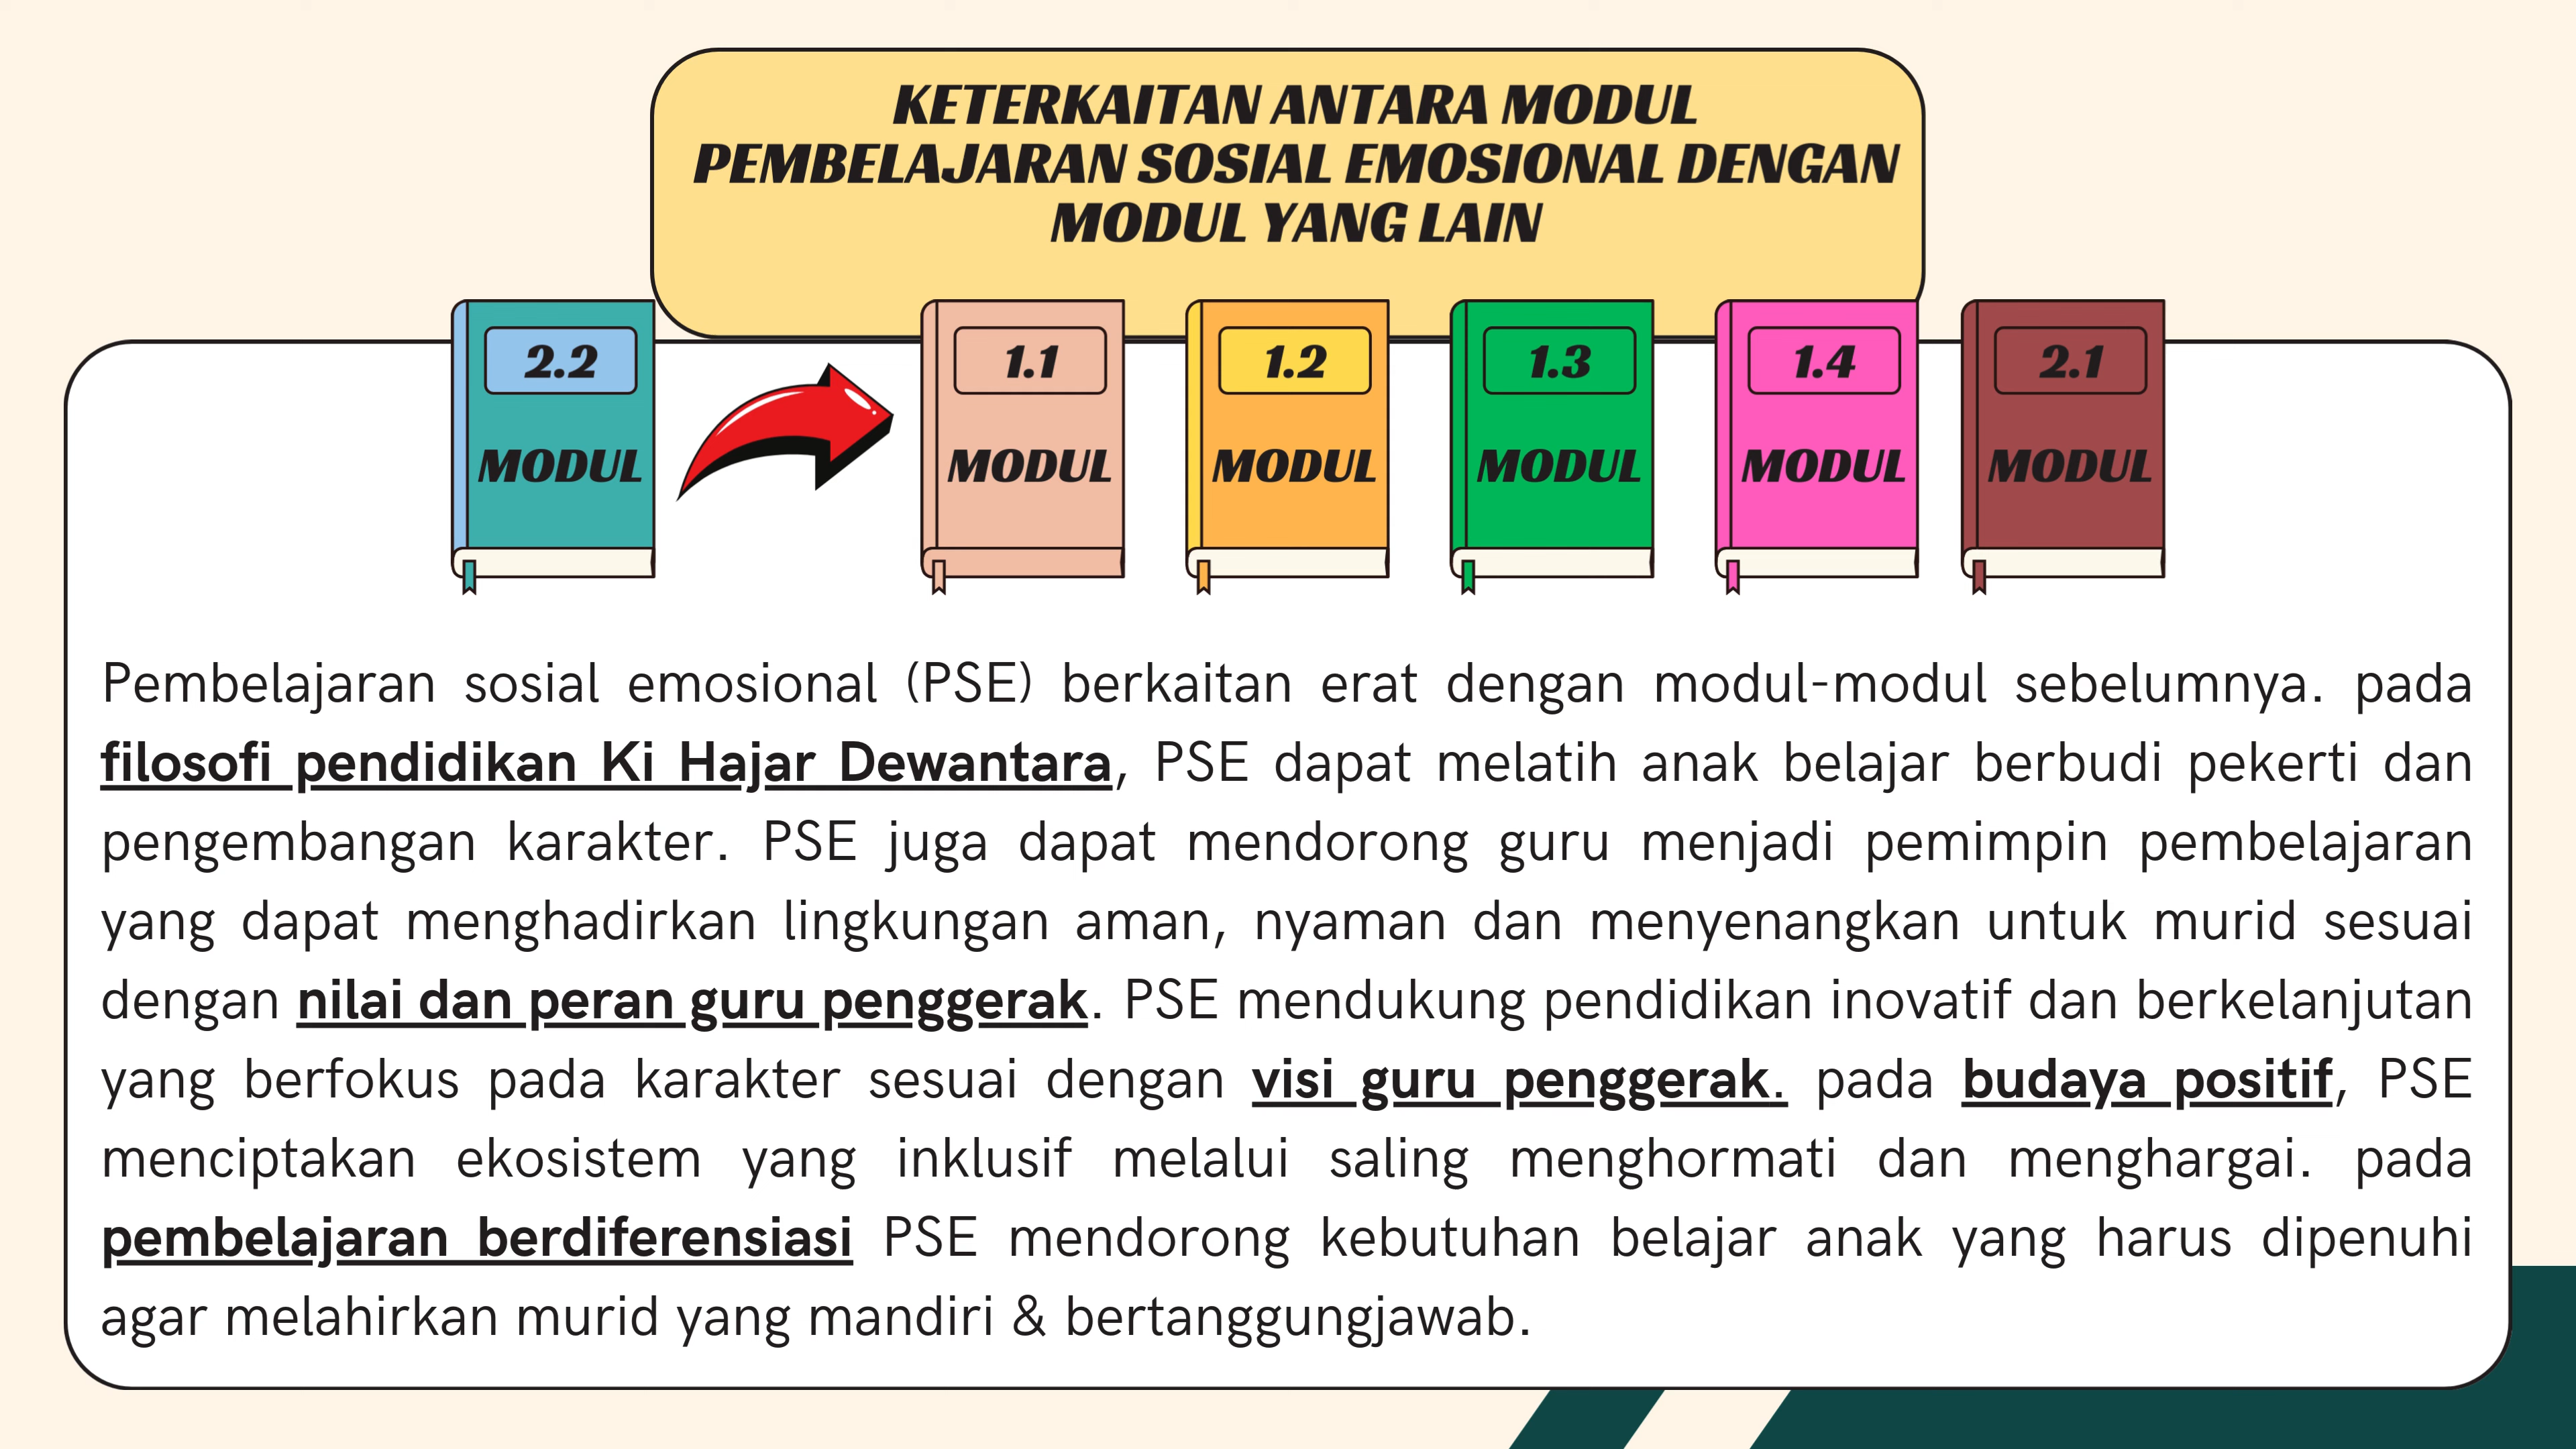 KETERKAITAN ANTARA MODUL
PEMBELAJARAN SOSIAL EMOSIONAL DENGAN
MODUL YANG LAIN
2.2
MODUL
1.1
MODUL
1.2
MODUL
1.3
MODUL
1.4
MODUL
2.1
MODUL
Pembelajaran sosial emosional (PSE) berkaitan erat dengan modul-modul sebelumnya. pada
filosofi pendidikan Ki Hajar Dewantara, PSE dapat melatih anak belajar berbudi pekerti dan
pengembangan karakter. PSE juga dapat mendorong guru menjadi pemimpin pembelajaran
yang dapat menghadirkan lingkungan aman, nyaman dan menyenangkan untuk murid sesuai
dengan nilai dan peran guru penggerak. PSE mendukung pendidikan inovatif dan berkelanjutan
yang berfokus pada karakter sesuai dengan visi guru penggerak. pada budaya positif, PSE
menciptakan ekosistem yang inklusif melalui saling menghormati dan menghargai. pada
pembelajaran berdiferensiasi PSE mendorong kebutuhan belajar anak yang harus dipenuhi
agar melahirkan murid yang mandiri & bertanggungjawab.